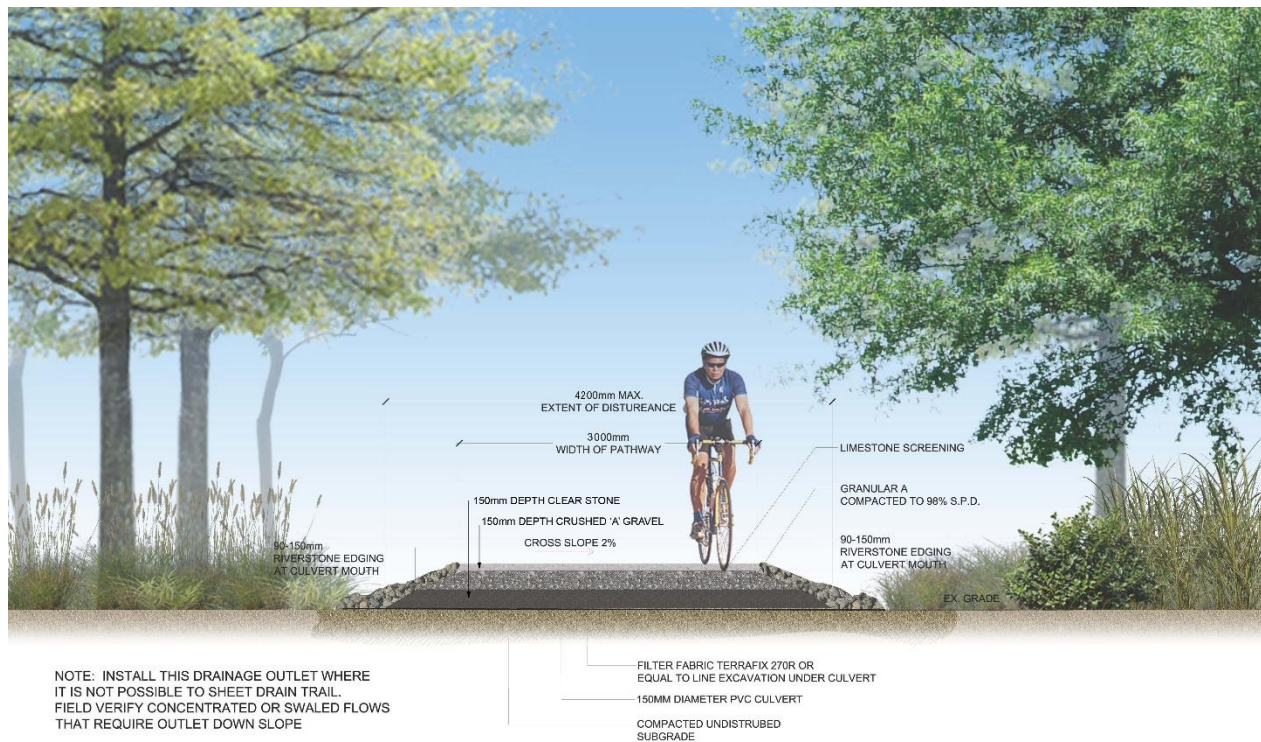 4200mm MAX.
EXTENT OF DISTUREANCE
3000mm
WIDTH OF PATHWAY
LIMESTONE SCREENING
150mm DEPTH CLEAR STONE
GRANULAR A
COMPACTED TO 98% S.P.D.
150mm DEPTH CRUSHED 'A' GRAVEL
CROSS SLOPE 2%
90-150mm
RIVERSTONE EDGING
AT CULVERT MOUTH
90-150mm
RIVERSTONE EDGING
AT CULVERT MOUTH
EX. GRADE
NOTE: INSTALL THIS DRAINAGE OUTLET WHERE
IT IS NOT POSSIBLE TO SHEET DRAIN TRAIL.
FIELD VERIFY CONCENTRATED OR SWALED FLOWS
THAT REQUIRE OUTLET DOWN SLOPE
FILTER FABRIC TERRAFIX 270R OR
EQUAL TO LINE EXCAVATION UNDER CULVERT
150MM DIAMETER PVC CULVERT
COMPACTED UNDISTRUBED
SUBGRADE